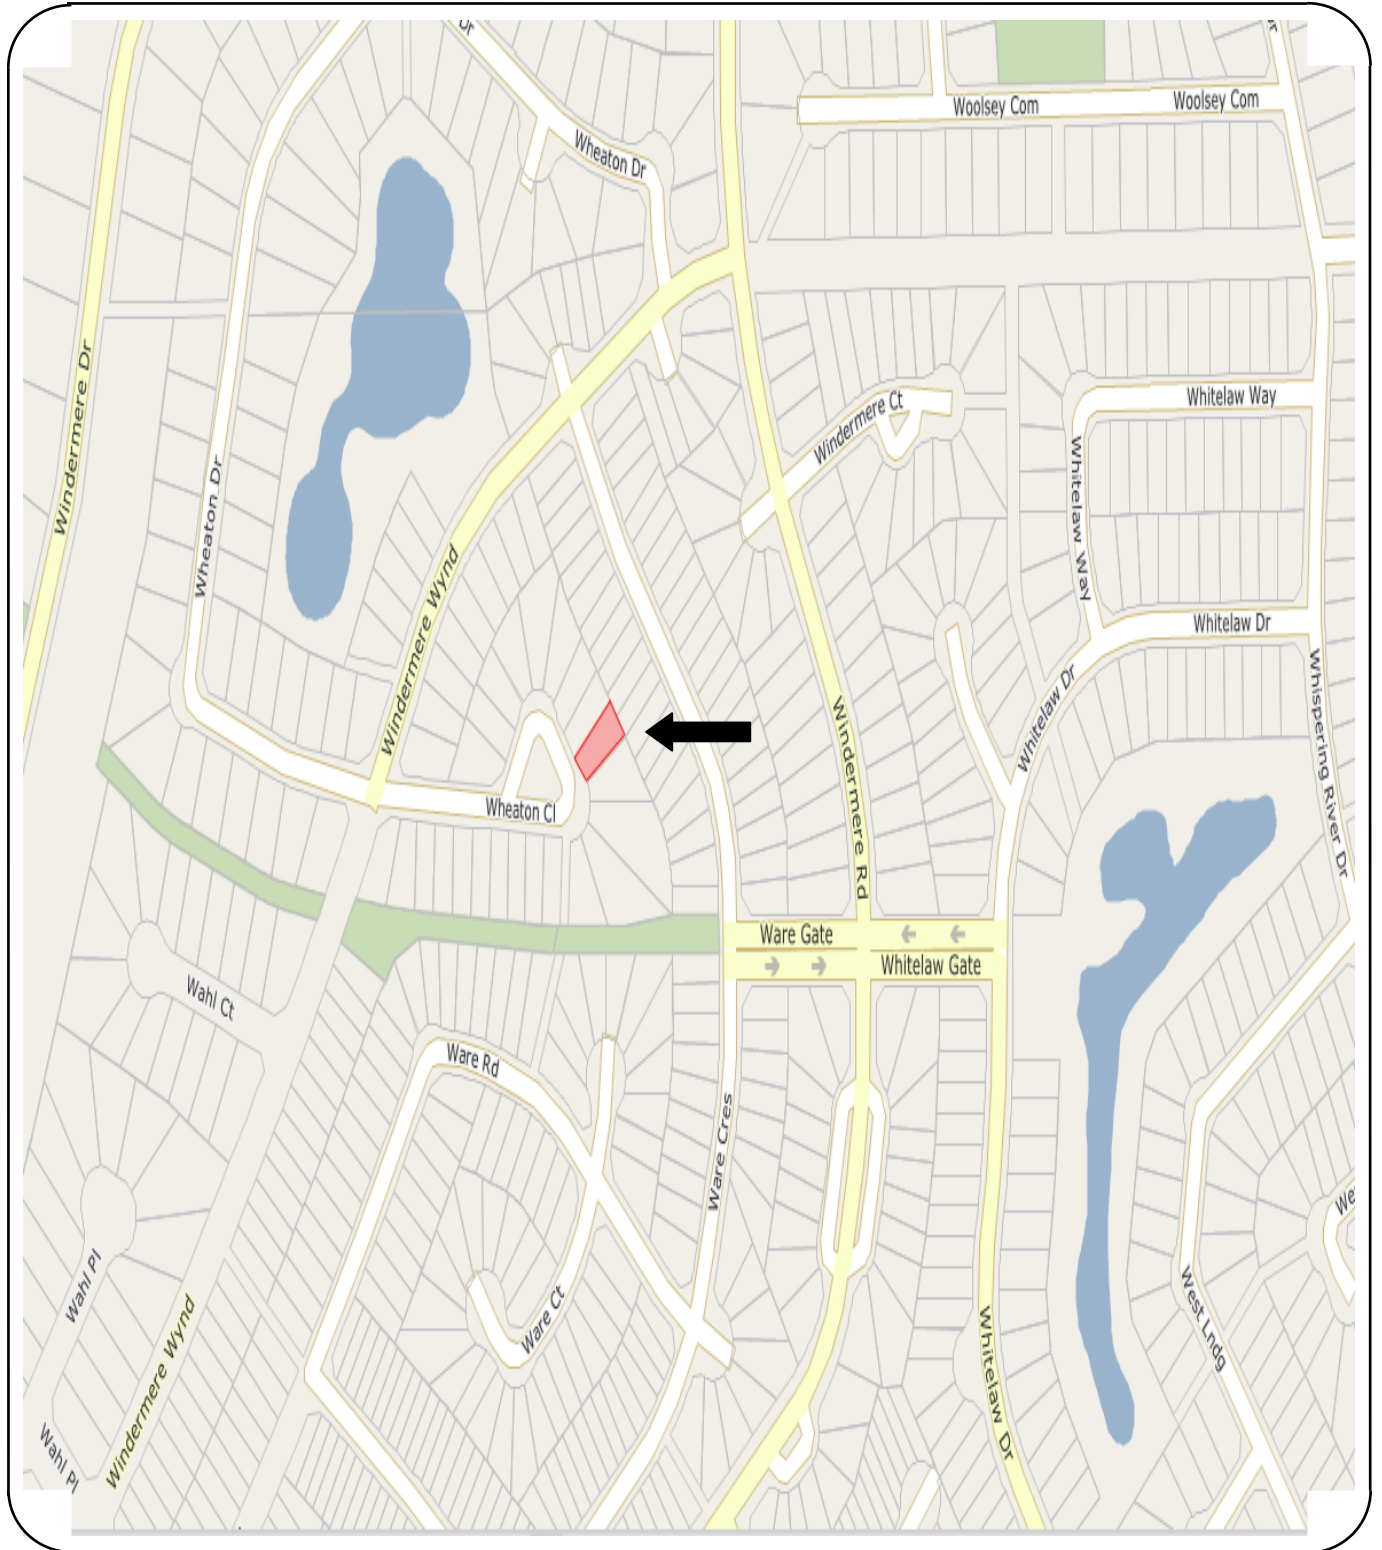 Dr
Dr
Woolsey Com
Woolsey Com
Wheaton Dr
Windermere Dr
Windermere Ct
Whitelaw Way
Wheaton Dr
Whitelaw Way
Windermere Wynd
Whitelaw Dr
Whitelaw Dr
Whispering River Dr
Windermere Rd
Wheaton Cl
Ware Gate
Whitelaw Gate
Wahl Ct
Ware Rd
Ware Cres
Wahl Pl
Ware Ct
West Lndg
Windermere Wynd
Whitelaw Dr
Wahl Pl